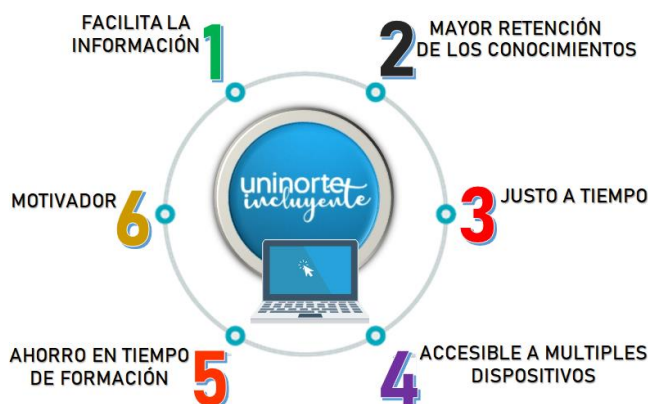 FACILITA LA
INFORMACIÓN
1
2
MAYOR RETENCIÓN
DE LOS CONOCIMIENTOS
uninorte
incluyente
3
JUSTO A TIEMPO
4
ACCESIBLE A MULTIPLES
DISPOSITIVOS
AHORRO EN TIEMPO
DE FORMACIÓN
5
MOTIVADOR
6